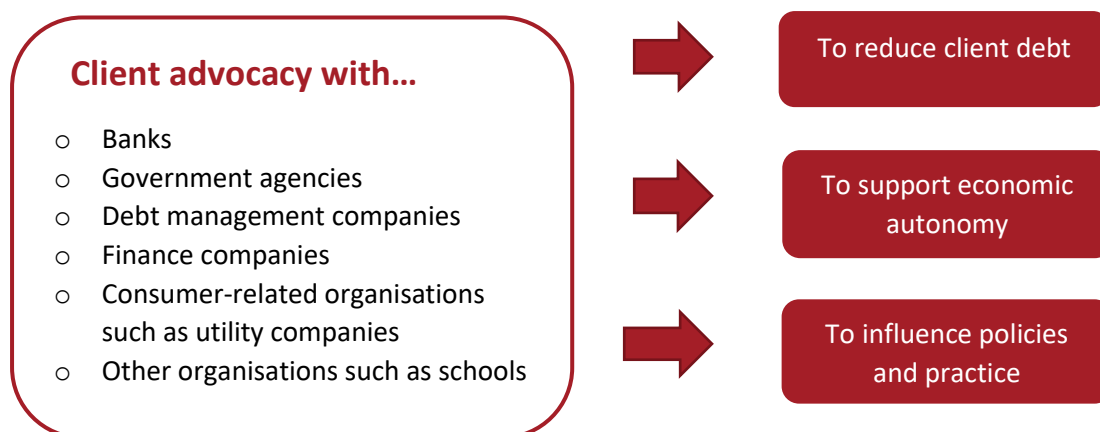 Client advocacy with…
o Banks
o Government agencies
o Debt management companies
o Finance companies
o Consumer-related organisations
such as utility companies
o Other organisations such as schools
To reduce client debt
To support economic
autonomy
To influence policies
and practice